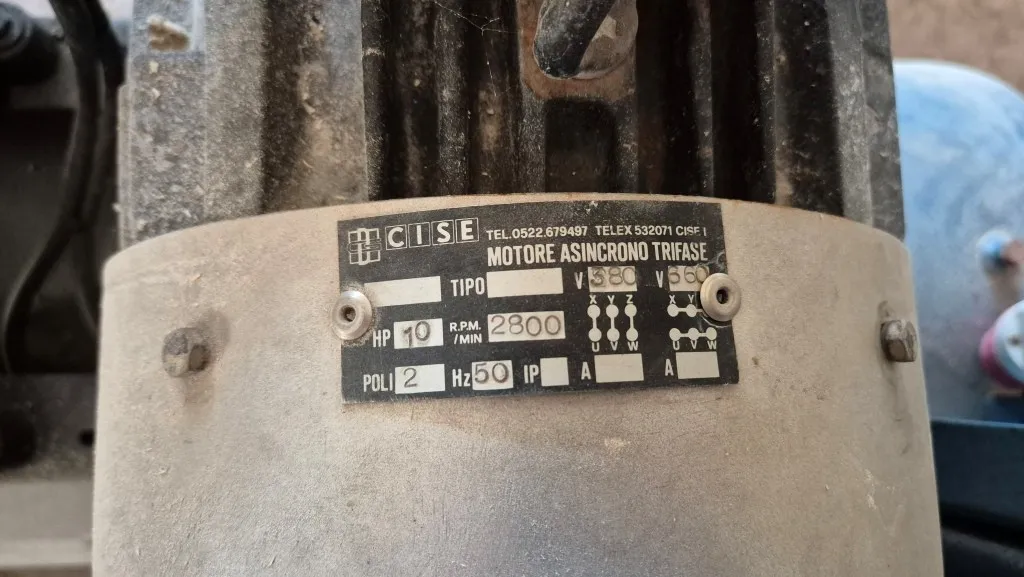 CISE TEL.0522.679497 TELEX 532071 CISE I
MOTORE ASINCRONO TRIFASE
TIPO V 380 V 660
X Y Z X Y
HP 10 R.P.M. /MIN 2800
U V W U V W
POLI 2 Hz 50 IP A A